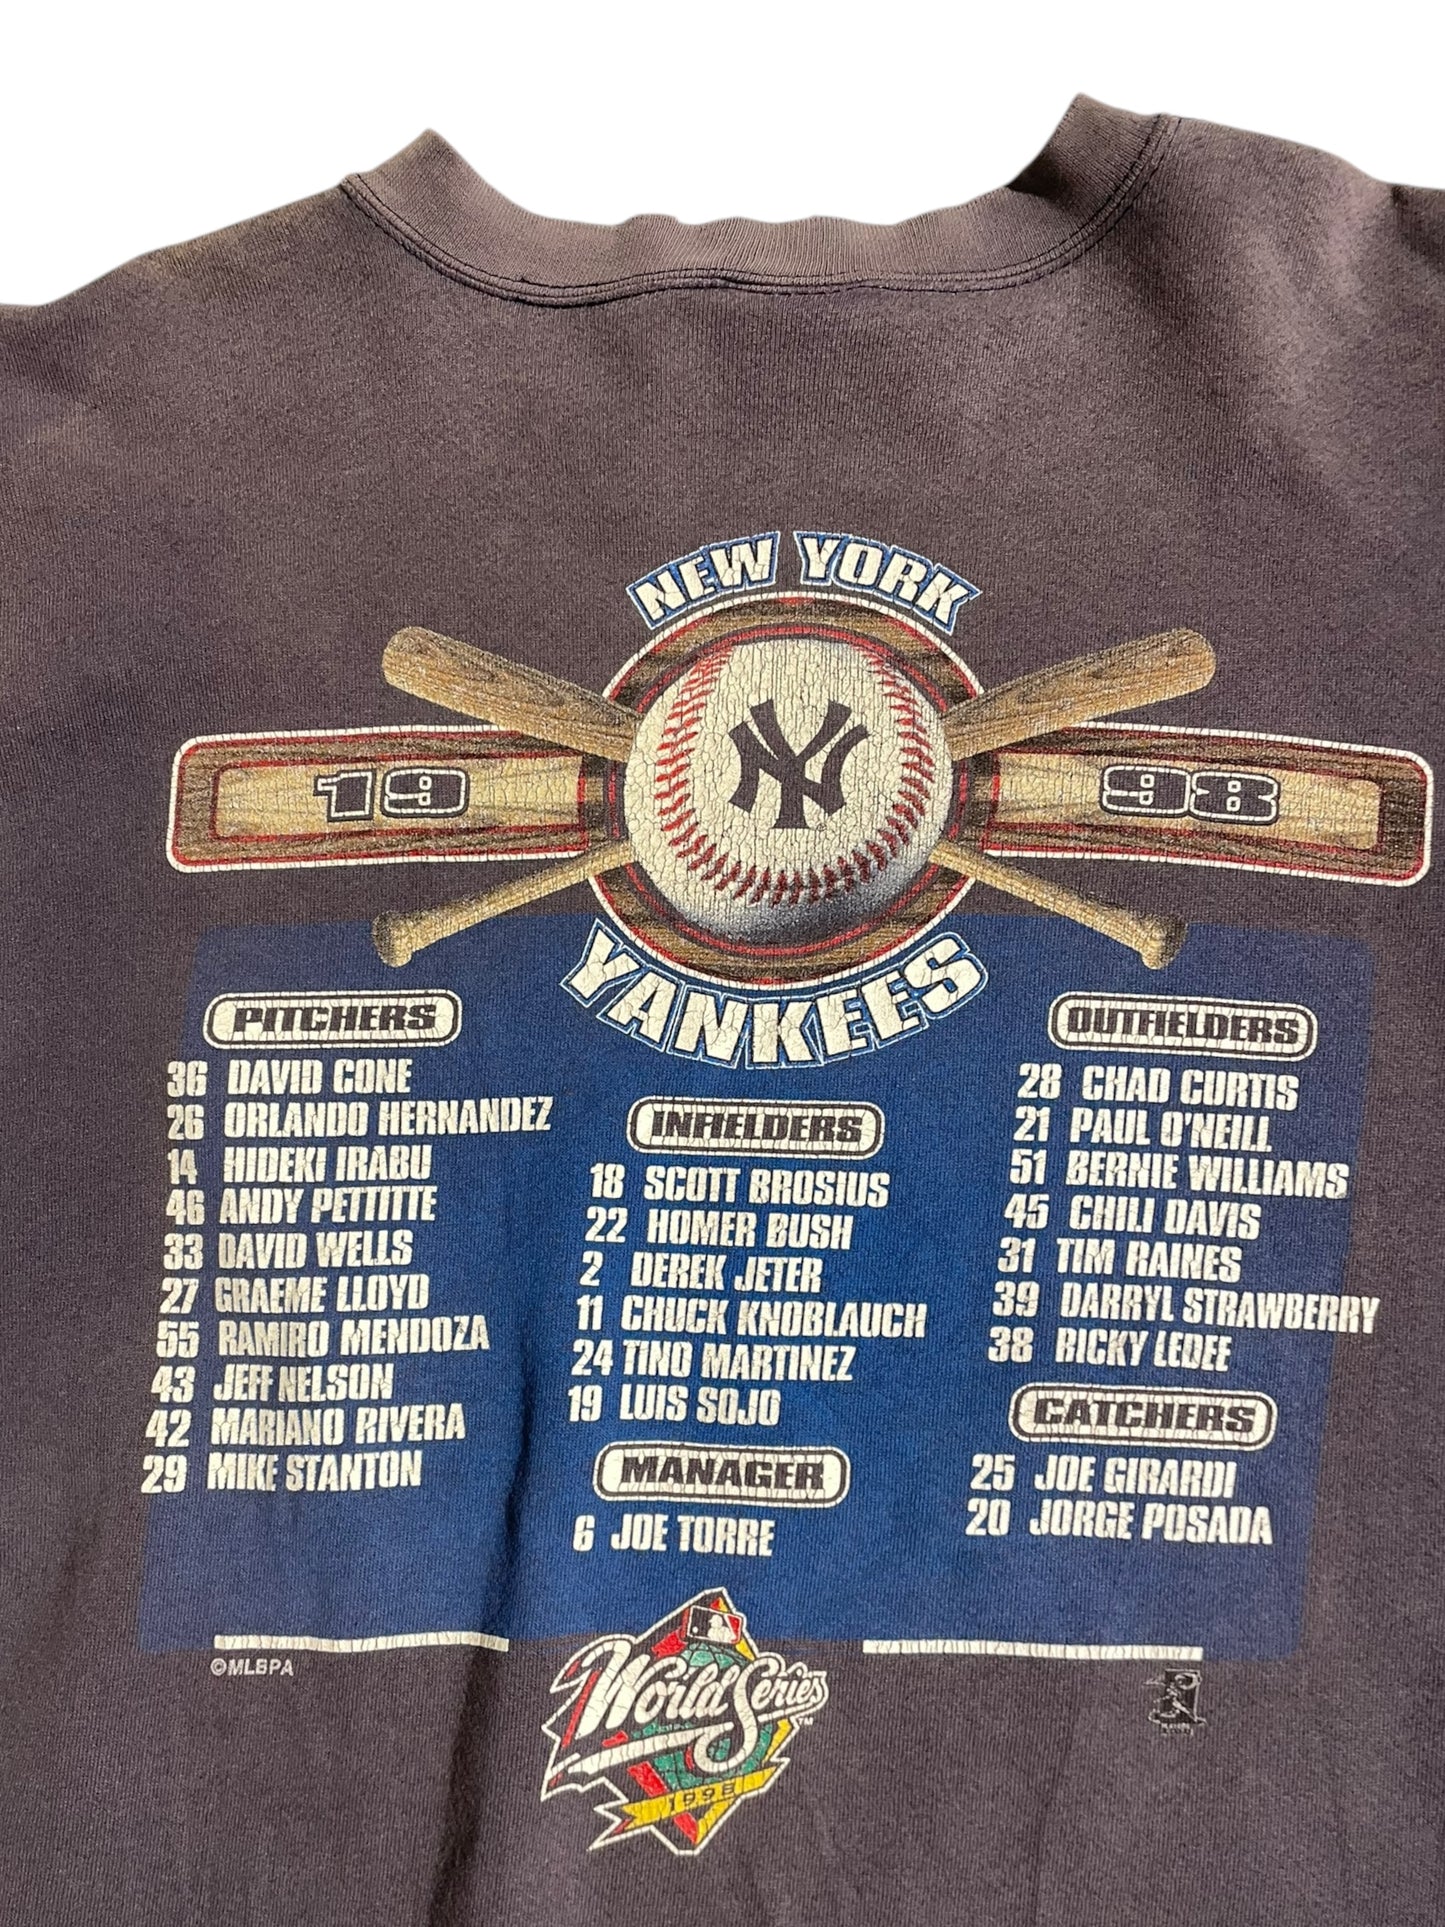 NEW YORK
19 98
NY
YANKEES
PITCHERS
36 DAVID CONE
26 ORLANDO HERNANDEZ
14 HIDEKI IRABU
46 ANDY PETTITTE
33 DAVID WELLS
27 GRAEME LLOYD
55 RAMIRO MENDOZA
43 JEFF NELSON
42 MARIANO RIVERA
29 MIKE STANTON
INFIELDERS
18 SCOTT BROSIUS
22 HOMER BUSH
2 DEREK JETER
11 CHUCK KNOBLAUCH
24 TINO MARTINEZ
19 LUIS SOJO
MANAGER
6 JOE TORRE
OUTFIELDERS
28 CHAD CURTIS
21 PAUL O'NEILL
51 BERNIE WILLIAMS
45 CHILI DAVIS
31 TIM RAINES
39 DARRYL STRAWBERRY
38 RICKY LEDEE
CATCHERS
25 JOE GIRARDI
20 JORGE POSADA
©MLBPA
World Series™
1998